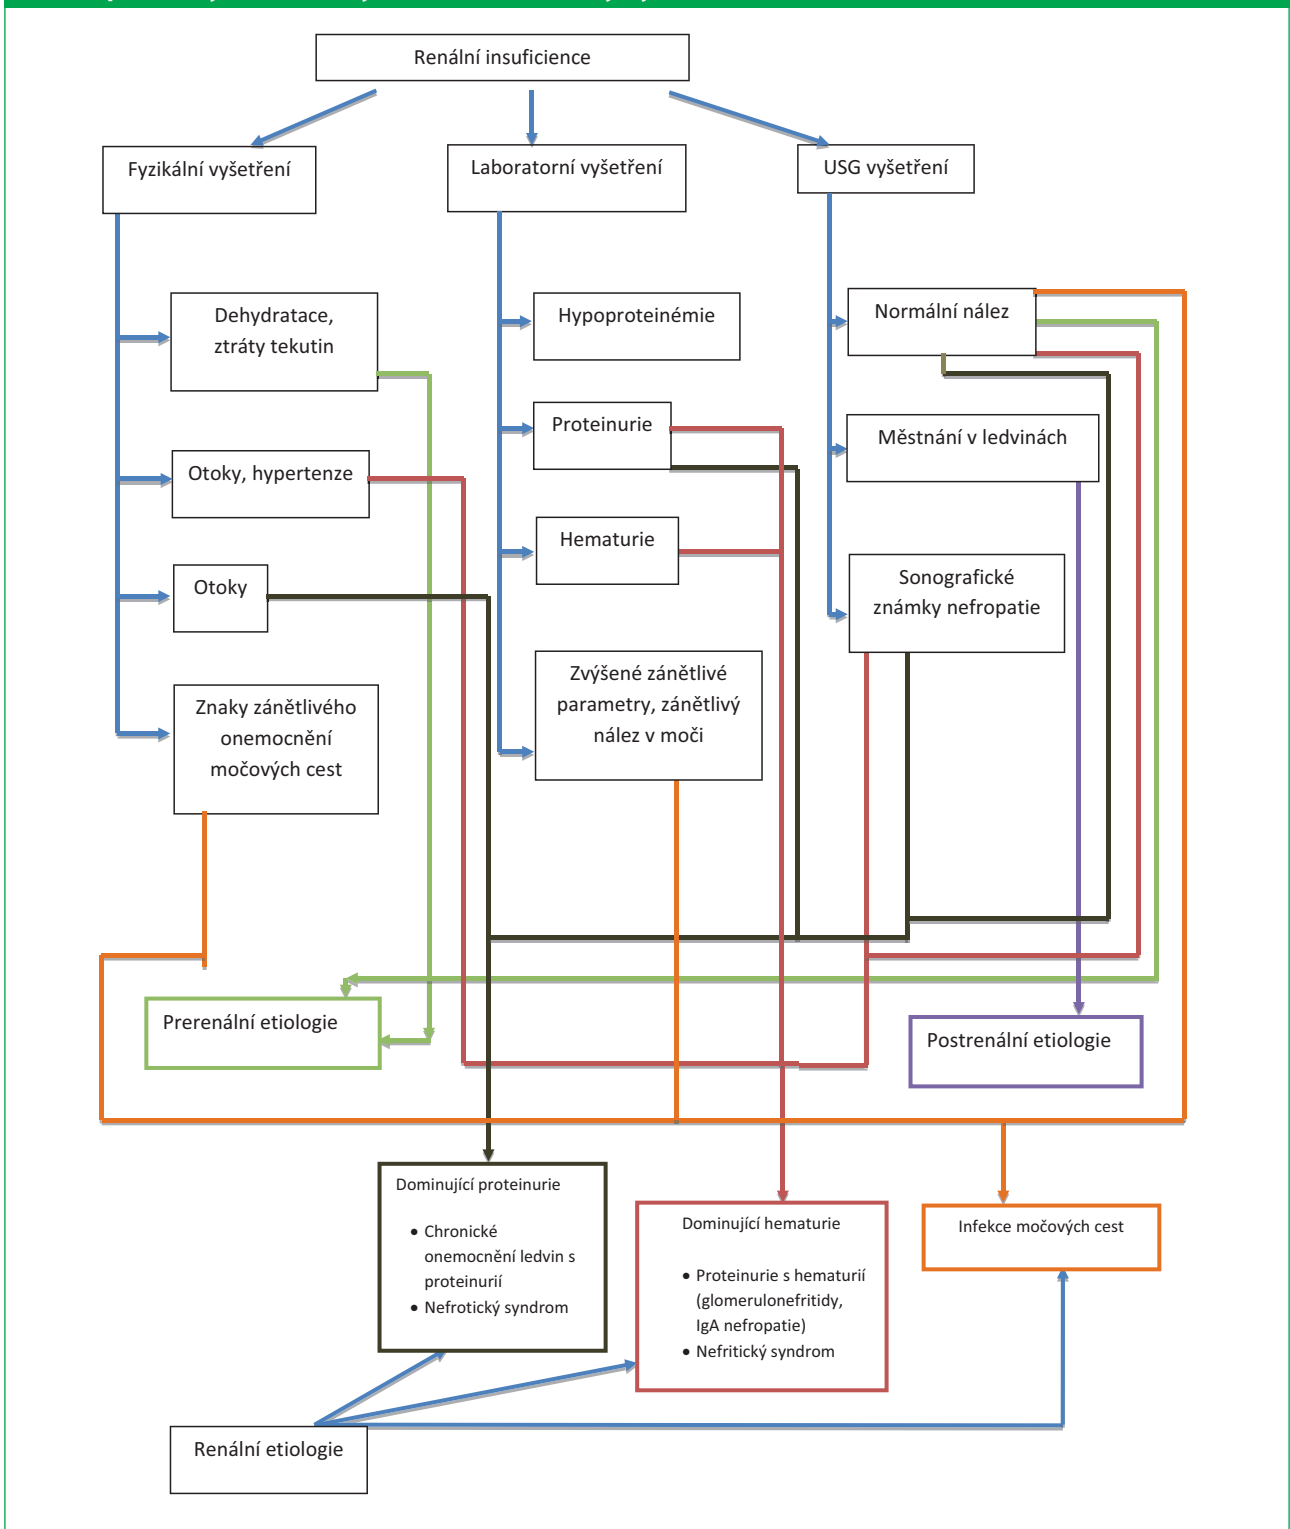 Renální insuficience
Fyzikální vyšetření
Laboratorní vyšetření
USG vyšetření
Dehydratace,
ztráty tekutin
Hypoproteinémie
Normální nález
Proteinurie
Městnání v ledvinách
Otoky, hypertenze
Hematurie
Otoky
Sonografické
známky nefropatie
Znaky zánětlivého
onemocnění
močových cest
Zvýšené zánětlivé
parametry, zánětlivý
nález v moči
Prerenální etiologie
Postrenální etiologie
Dominující proteinurie
• Chronické
onemocnění ledvin s
proteinurií
• Nefrotický syndrom
Dominující hematurie
• Proteinurie s hematurií
(glomerulonefritidy,
IgA nefropatie)
• Nefritický syndrom
Infekce močových cest
Renální etiologie